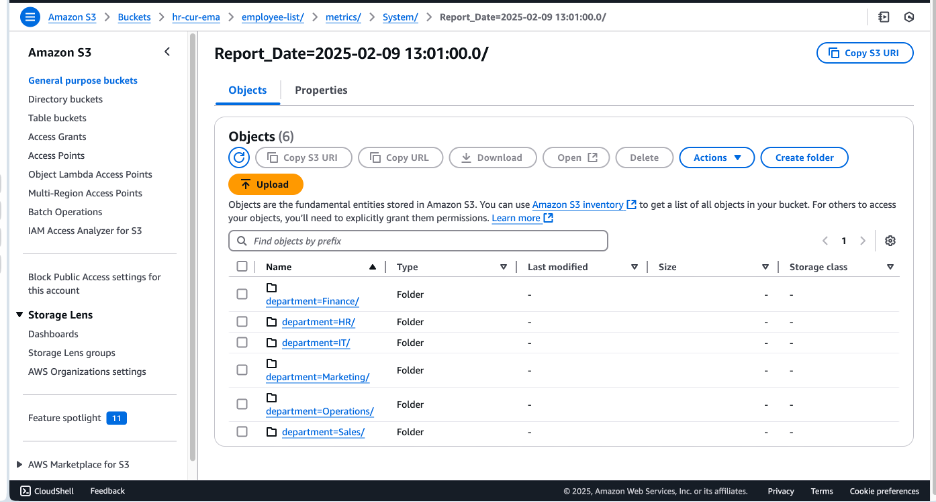 Amazon S3 > Buckets > hr-cur-ema > employee-list/ > metrics/ > System/ > Report_Date=2025-02-09 13:01:00.0/
Amazon S3
General purpose buckets
Directory buckets
Table buckets
Access Grants
Access Points
Object Lambda Access Points
Multi-Region Access Points
Batch Operations
IAM Access Analyzer for S3
Block Public Access settings for
this account
Storage Lens
Dashboards
Storage Lens groups
AWS Organizations settings
Feature spotlight 11
AWS Marketplace for S3
Report_Date=2025-02-09 13:01:00.0/
Copy S3 URI
Objects Properties
Objects (6)
Copy S3 URI Copy URL Download Open Delete Actions Create folder
Upload
Objects are the fundamental entities stored in Amazon S3. You can use Amazon S3 inventory to get a list of all objects in your bucket. For others to access
your objects, you'll need to explicitly grant them permissions. Learn more
Find objects by prefix
1
Name Type Last modified Size Storage class
department=Finance/ Folder - - -
department=HR/ Folder - - -
department=IT/ Folder - - -
department=Marketing/ Folder - - -
department=Operations/ Folder - - -
department=Sales/ Folder - - -
CloudShell Feedback © 2025, Amazon Web Services, Inc. or its affiliates. Privacy Terms Cookie preferences